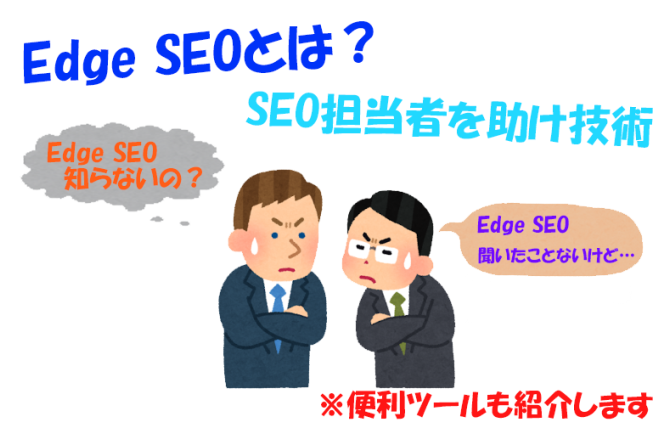 Edge SEOとは？
SEO担当者を助け技術
Edge SEO
知らないの？
Edge SEO
聞いたことないけど…
※便利ツールも紹介します